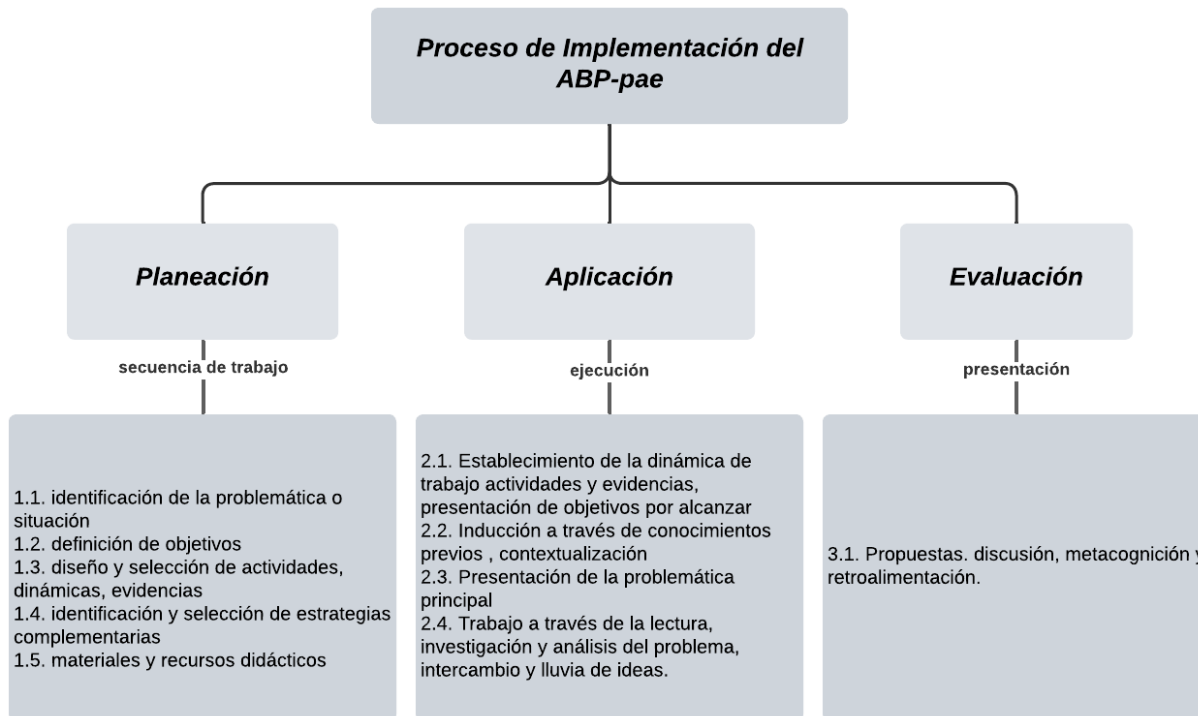 Proceso de Implementación del
ABP-pae
Planeación
Aplicación
Evaluación
secuencia de trabajo
ejecución
presentación
1.1. identificación de la problemática o
situación
1.2. definición de objetivos
1.3. diseño y selección de actividades,
dinámicas, evidencias
1.4. identificación y selección de estrategias
complementarias
1.5. materiales y recursos didácticos
2.1. Establecimiento de la dinámica de
trabajo actividades y evidencias,
presentación de objetivos por alcanzar
2.2. Inducción a través de conocimientos
previos , contextualización
2.3. Presentación de la problemática
principal
2.4. Trabajo a través de la lectura,
investigación y análisis del problema,
intercambio y lluvia de ideas.
3.1. Propuestas. discusión, metacognición y
retroalimentación.